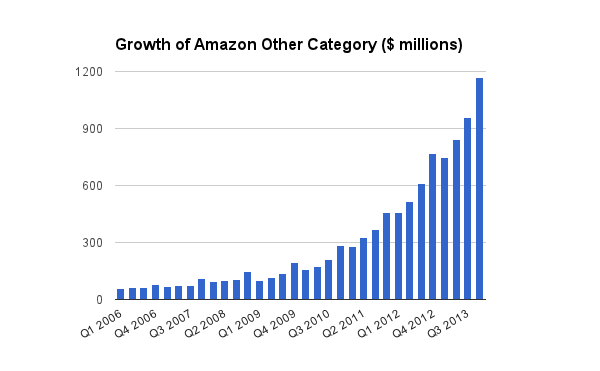 Growth of Amazon Other Category ($ millions)
1200
900
600
300
0
Q1 2006
Q4 2006
Q3 2007
Q2 2008
Q1 2009
Q4 2009
Q3 2010
Q2 2011
Q1 2012
Q4 2012
Q3 2013